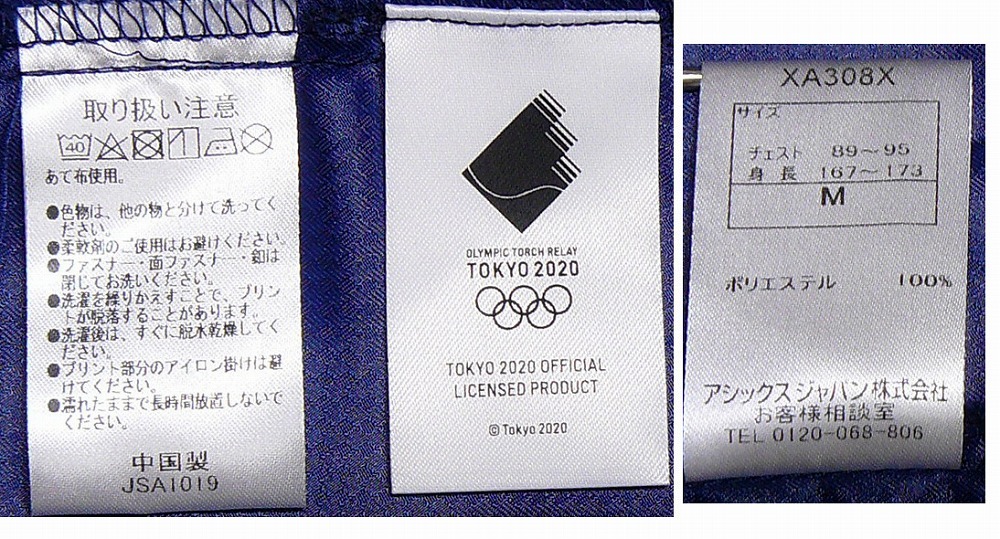 取り扱い注意
40
あて布使用。
●色物は、他の物と分けて洗ってく
ださい。
●柔軟剤のご使用はお避けください。
●ファスナー・面ファスナー・釦は
閉じてお洗いください。
●洗濯を繰りかえすことで、プリン
トが脱落することがあります。
●洗濯後は、すぐに脱水乾燥してく
ださい。
●プリント部分のアイロン掛けは避
けてください。
●濡れたままで長時間放置しないで
ください。
中国製
JSA1019
OLYMPIC TORCH RELAY
TOKYO 2020
TOKYO 2020 OFFICIAL
LICENSED PRODUCT
© Tokyo 2020
XA308X
サイズ
チェスト 89～95
身長 167～173
M
ポリエステル 100%
アシックスジャパン株式会社
お客様相談室
TEL 0120-068-806